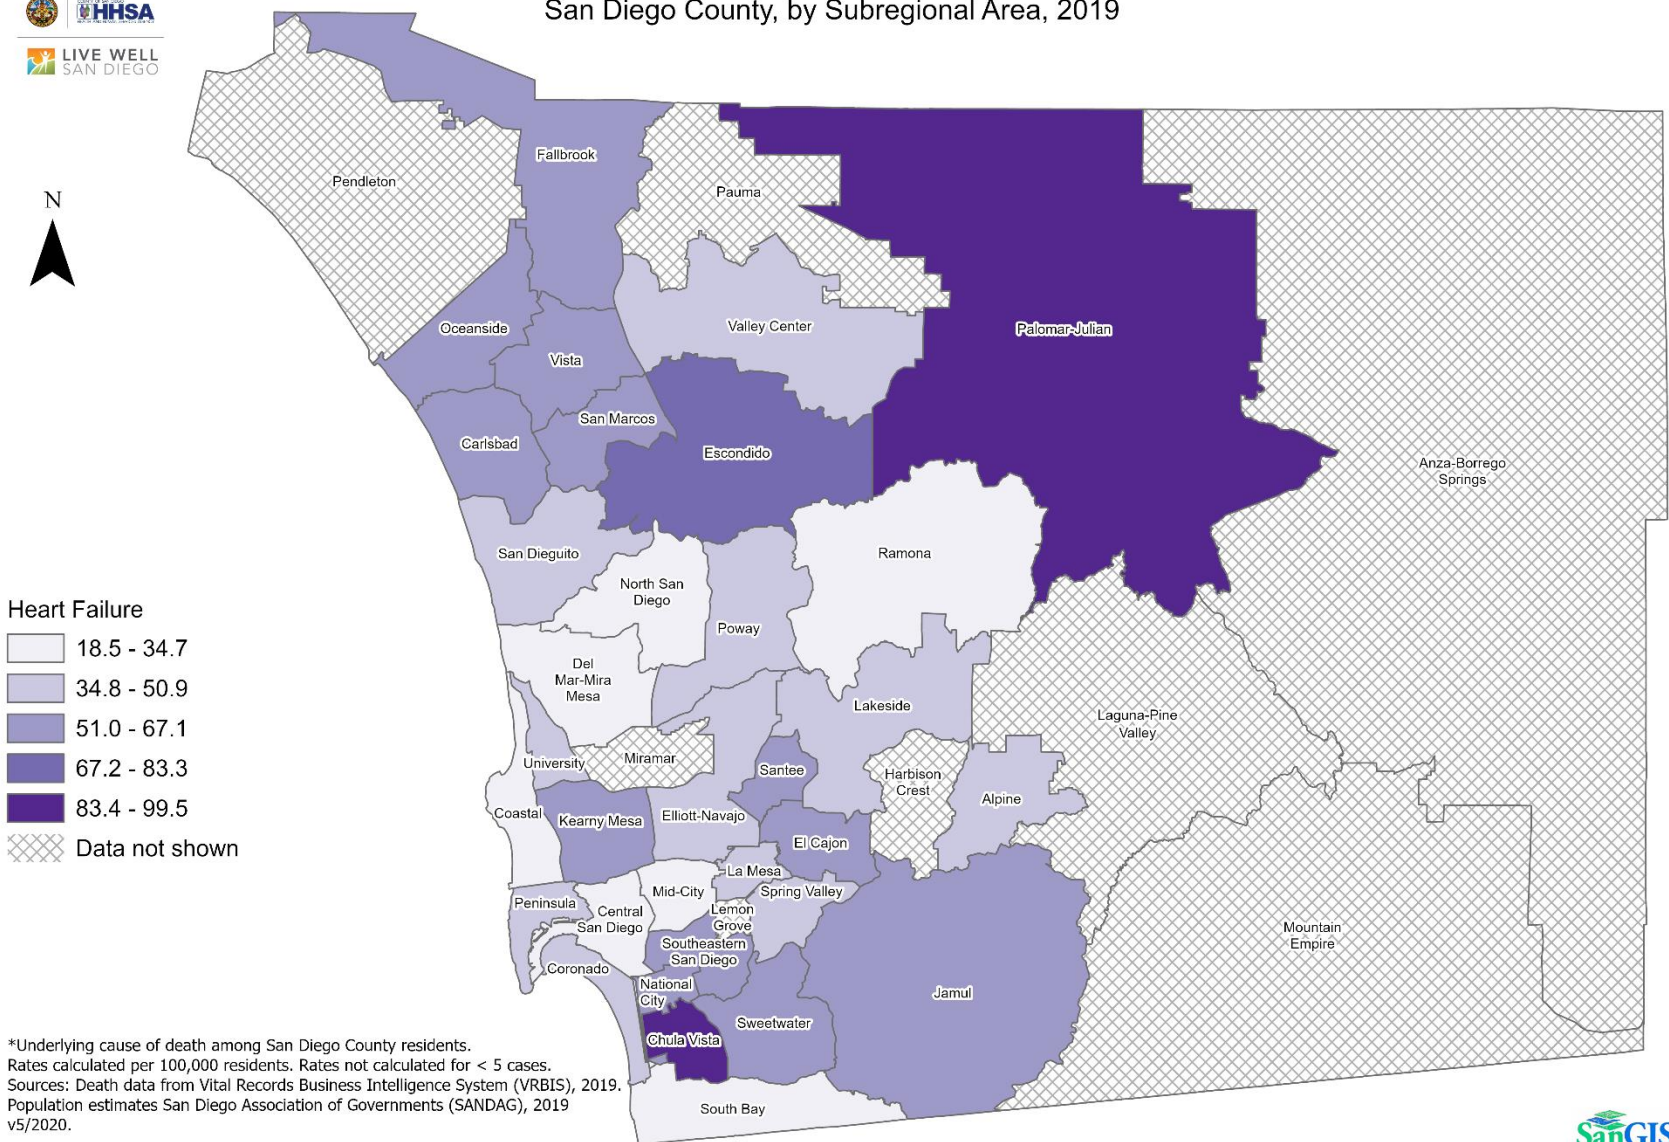 San Diego County, by Subregional Area, 2019
HHSA
LIVE WELL
SAN DIEGO
N
Fallbrook
Pendleton
Pauma
Oceanside
Valley Center
Palomar-Julian
Vista
San Marcos
Carlsbad
Escondido
Anza-Borrego
Springs
San Dieguito
Ramona
North San
Diego
Poway
Del
Mar-Mira
Mesa
Lakeside
Laguna-Pine
Valley
University
Miramar
Santee
Harbison
Crest
Alpine
Coastal
Kearny Mesa
Elliott-Navajo
El Cajon
La Mesa
Mid-City
Spring Valley
Peninsula
Central
San Diego
Lemon
Grove
Southeastern
San Diego
Mountain
Empire
Coronado
National
City
Jamul
Sweetwater
Chula Vista
South Bay
Heart Failure
18.5 - 34.7
34.8 - 50.9
51.0 - 67.1
67.2 - 83.3
83.4 - 99.5
Data not shown
*Underlying cause of death among San Diego County residents.
Rates calculated per 100,000 residents. Rates not calculated for < 5 cases.
Sources: Death data from Vital Records Business Intelligence System (VRBIS), 2019.
Population estimates San Diego Association of Governments (SANDAG), 2019
v5/2020.
SanGIS